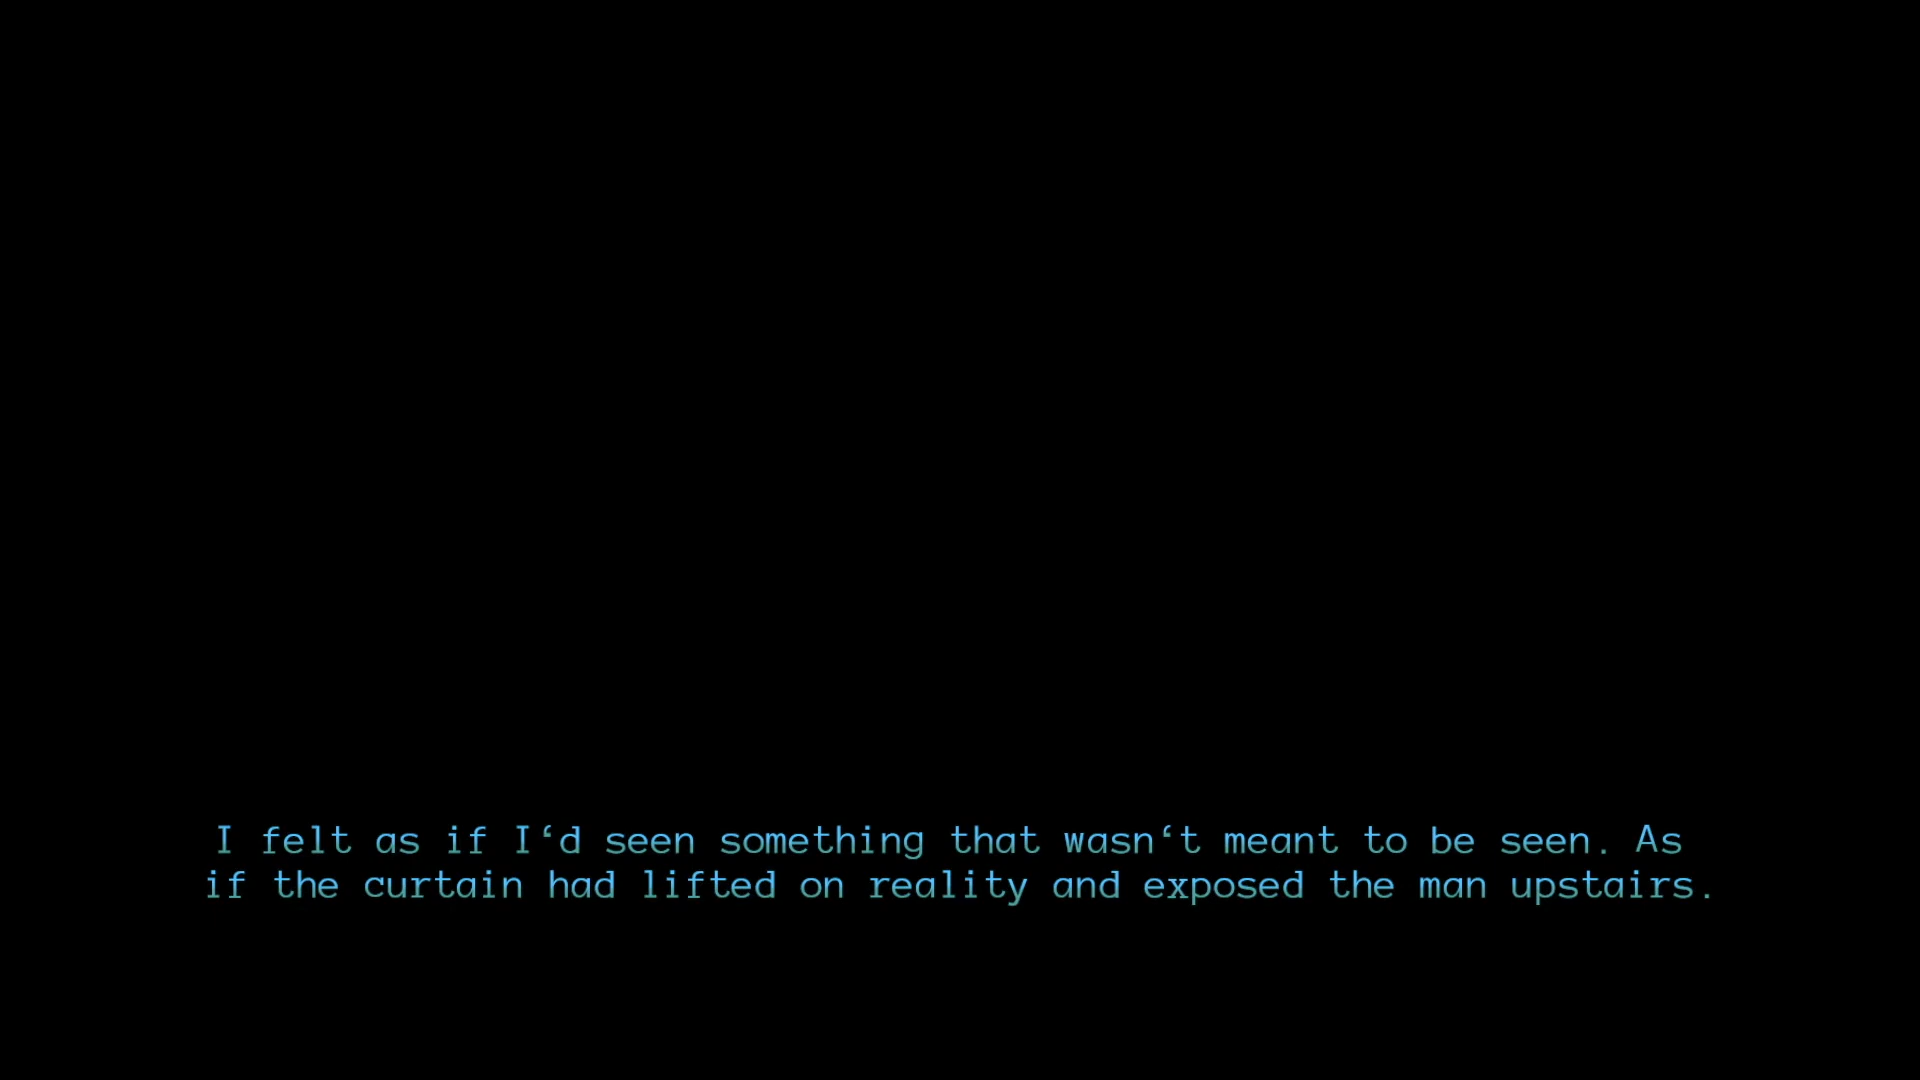 I felt as if I‘d seen something that wasn‘t meant to be seen. As
if the curtain had lifted on reality and exposed the man upstairs.